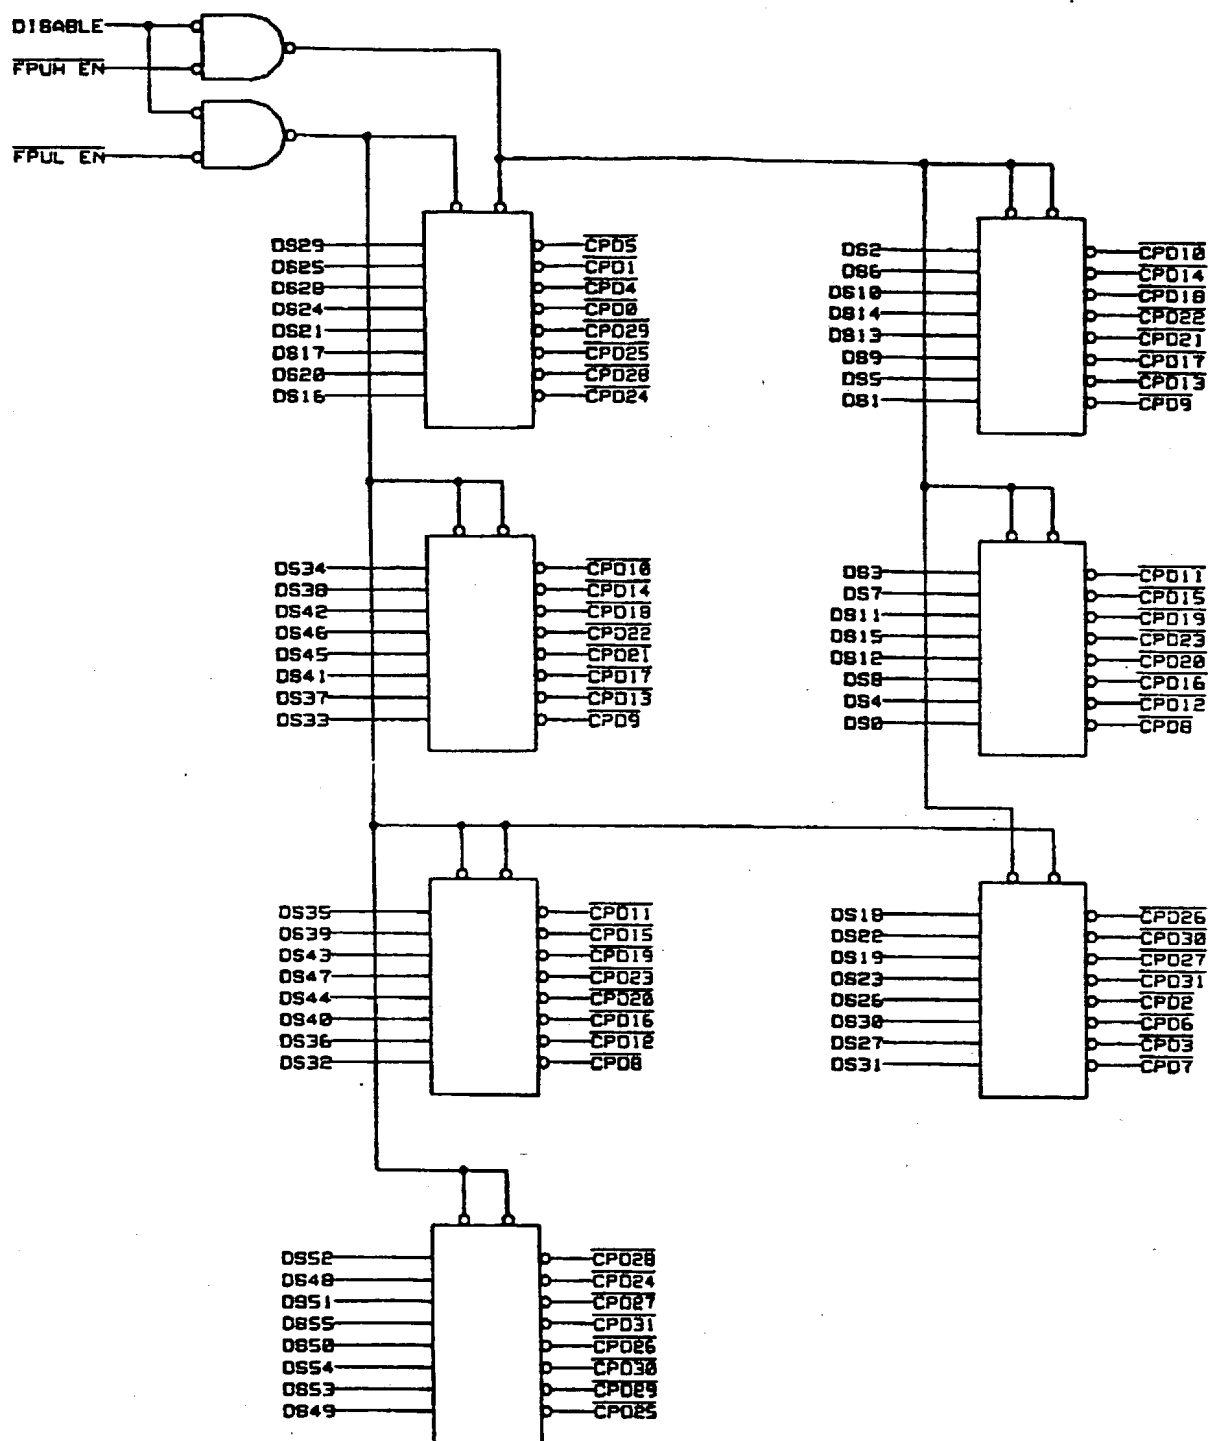 DISABLE
FPUH EN
FPUL EN
DS29 CPD5
DS25 CPD1
DS28 CPD4
DS24 CPD0
DS21 CPD29
DS17 CPD25
DS20 CPD28
DS16 CPD24
DS2 CPD10
DS6 CPD14
DS10 CPD18
DS14 CPD22
DS13 CPD21
DS9 CPD17
DS5 CPD13
DS1 CPD9
DS34 CPD10
DS38 CPD14
DS42 CPD18
DS46 CPD22
DS45 CPD21
DS41 CPD17
DS37 CPD13
DS33 CPD9
DS3 CPD11
DS7 CPD15
DS11 CPD19
DS15 CPD23
DS12 CPD20
DS8 CPD16
DS4 CPD12
DS0 CPD8
DS35 CPD11
DS39 CPD15
DS43 CPD19
DS47 CPD23
DS44 CPD20
DS40 CPD16
DS36 CPD12
DS32 CPD8
DS18 CPD26
DS22 CPD30
DS19 CPD27
DS23 CPD31
DS26 CPD2
DS30 CPD6
DS27 CPD3
DS31 CPD7
DS52 CPD28
DS48 CPD24
DS51 CPD27
DS55 CPD31
DS50 CPD26
DS54 CPD30
DS53 CPD29
DS49 CPD25